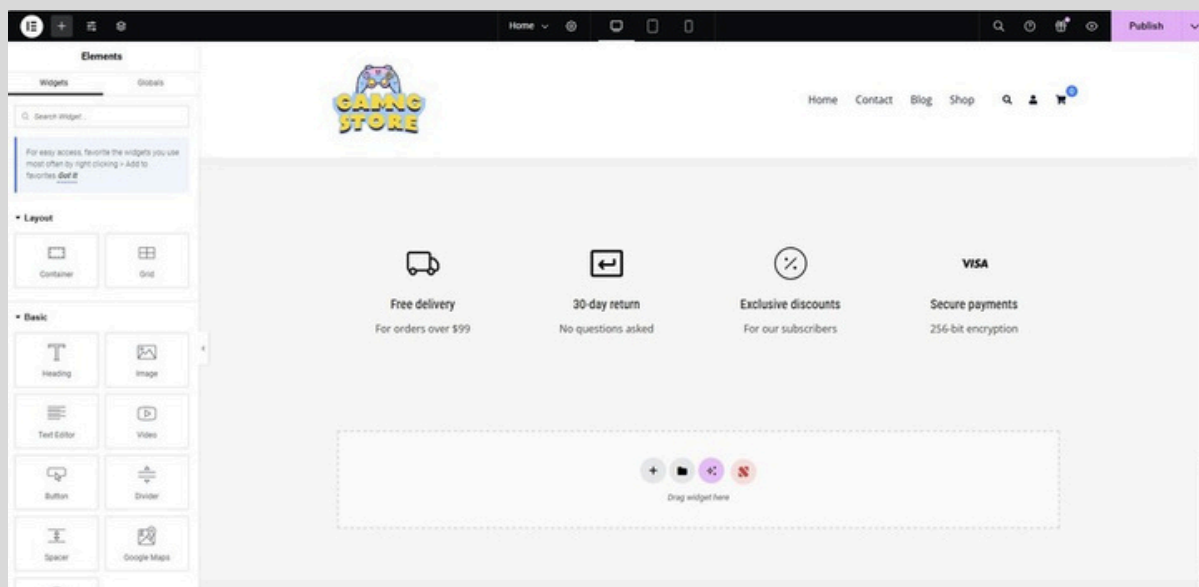 Home
Publish
Elements
Widgets
Globals
Search Widget...
For easy access, favorite the widgets you use
most often by right clicking > Add to
favorites Got it
Layout
Container
Grid
Basic
Heading
Image
Text Editor
Video
Button
Divider
Spacer
Google Maps
GAMNG
STORE
Home
Contact
Blog
Shop
0
Free delivery
For orders over $99
30-day return
No questions asked
Exclusive discounts
For our subscribers
VISA
Secure payments
256-bit encryption
Drag widget here